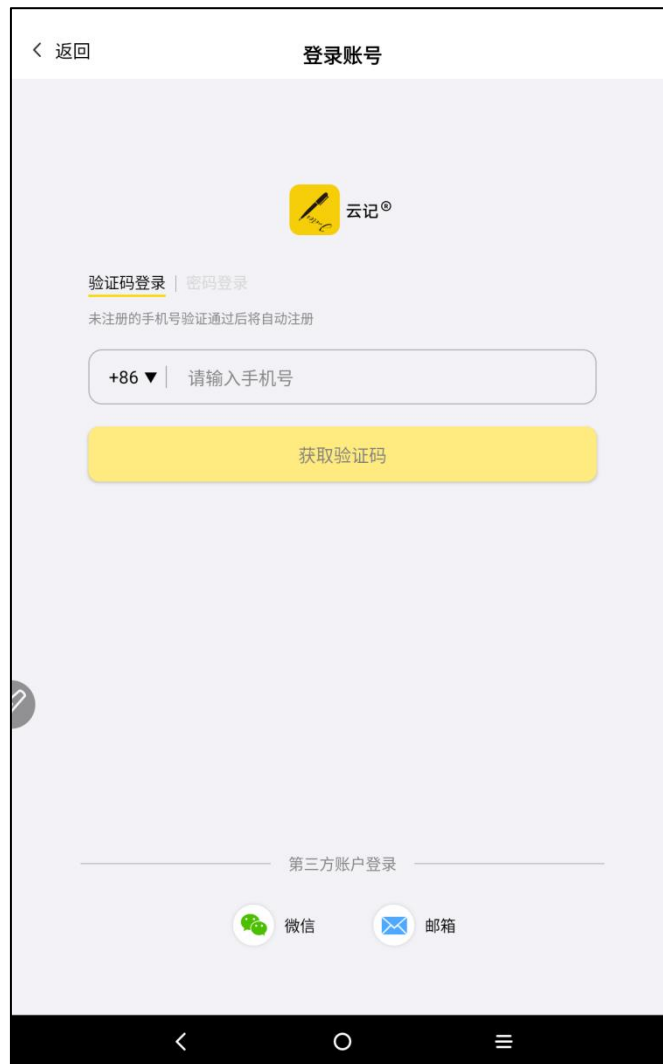 返回
登录账号
云记®
验证码登录 | 密码登录
未注册的手机号验证通过后将自动注册
+86 ▼ | 请输入手机号
获取验证码
第三方账户登录
微信 邮箱